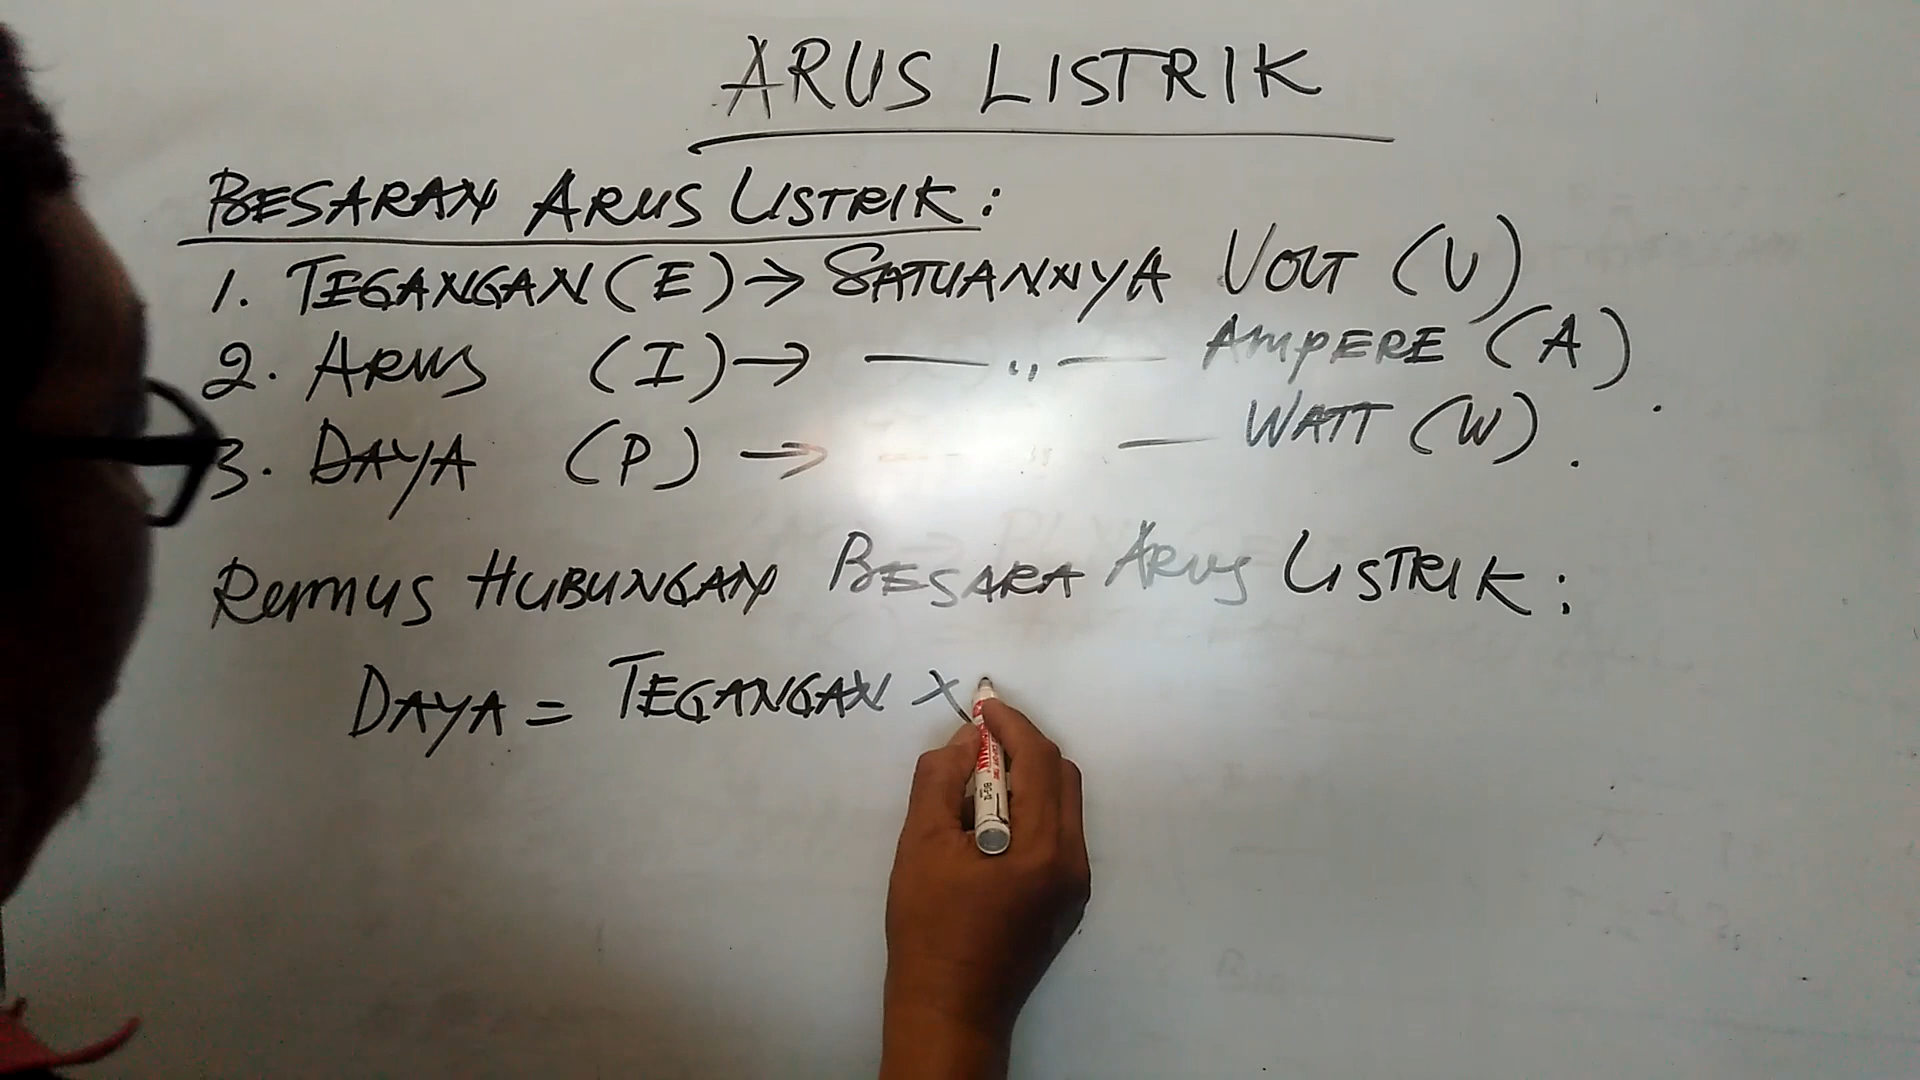 ARUS LISTRIK
BESARAN ARUS LISTRIK:
1. TEGANGAN (E) → SATUANNYA VOLT (V)
2. ARUS (I) → — ,, — AMPERE (A)
3. DAYA (P) → — ,, — WATT (W).
RUMUS HUBUNGAN BESARA ARUS LISTRIK:
DAYA = TEGANGAN X